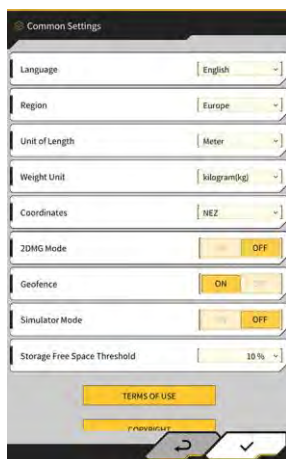 Common Settings
Language English
Region Europe
Unit of Length Meter
Weight Unit kilogram(kg)
Coordinates NEZ
2DMG Mode OFF
Geofence ON
Simulator Mode OFF
Storage Free Space Threshold 10 %
TERMS OF USE
COPYRIGHT